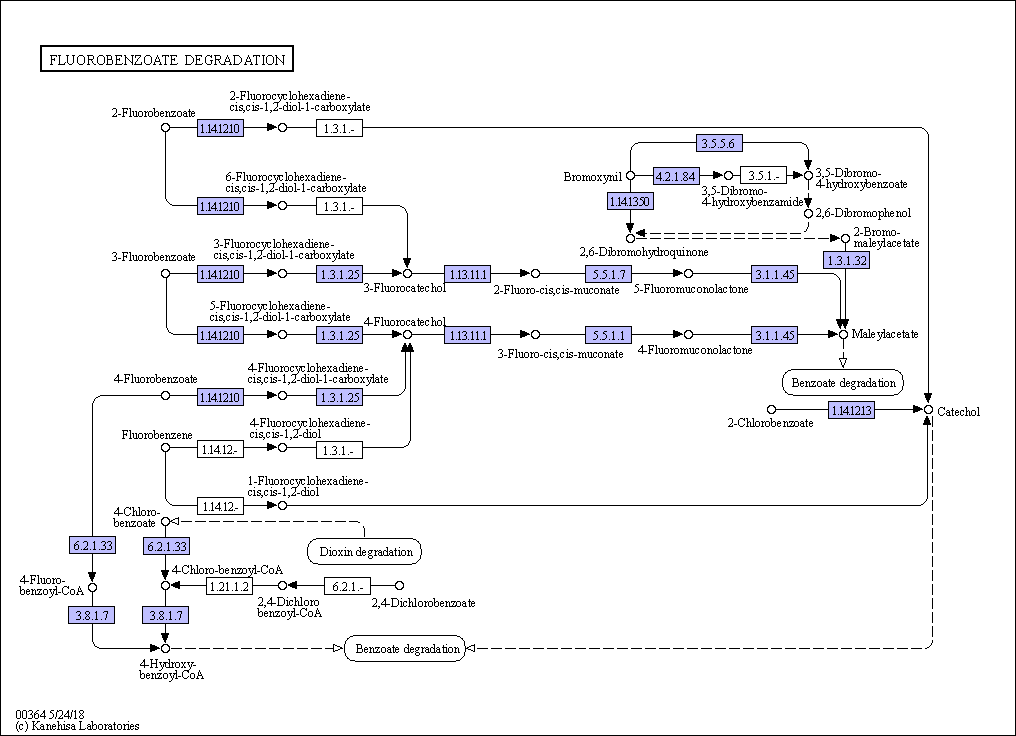 FLUOROBENZOATE DEGRADATION
2-Fluorocyclohexadiene-
cis,cis-1,2-diol-1-carboxylate
2-Fluorobenzoate
1.14.12.10
1.3.1.-
3.5.5.6
6-Fluorocyclohexadiene-
cis,cis-1,2-diol-1-carboxylate
Bromoxynil
4.2.1.84
3.5.1.-
3,5-Dibromo-
4-hydroxybenzoate
3,5-Dibromo-
4-hydroxybenzamide
1.14.12.10
1.3.1.-
1.14.13.50
2,6-Dibromophenol
2-Bromo-
maleylacetate
2,6-Dibromohydroquinone
1.3.1.32
3-Fluorocyclohexadiene-
cis,cis-1,2-diol-1-carboxylate
3-Fluorobenzoate
1.14.12.10
1.3.1.25
3-Fluorocatechol
1.13.11.1
2-Fluoro-cis,cis-muconate
5.5.1.7
5-Fluoromuconolactone
3.1.1.45
5-Fluorocyclohexadiene-
cis,cis-1,2-diol-1-carboxylate
4-Fluorocatechol
1.14.12.10
1.3.1.25
1.13.11.1
5.5.1.1
3.1.1.45
Maleylacetate
3-Fluoro-cis,cis-muconate
4-Fluoromuconolactone
4-Fluorocyclohexadiene-
cis,cis-1,2-diol-1-carboxylate
4-Fluorobenzoate
Benzoate degradation
1.14.12.10
1.3.1.25
1.14.12.13
Catechol
2-Chlorobenzoate
4-Fluorocyclohexadiene-
cis,cis-1,2-diol
Fluorobenzene
1.14.12.-
1.3.1.-
1-Fluorocyclohexadiene-
cis,cis-1,2-diol
1.14.12.-
4-Chloro-
benzoate
6.2.1.33
6.2.1.33
Dioxin degradation
4-Chloro-benzoyl-CoA
4-Fluoro-
benzoyl-CoA
1.21.1.2
6.2.1.-
2,4-Dichloro
benzoyl-CoA
2,4-Dichlorobenzoate
3.8.1.7
3.8.1.7
Benzoate degradation
4-Hydroxy-
benzoyl-CoA
00364 5/24/18
(c) Kanehisa Laboratories